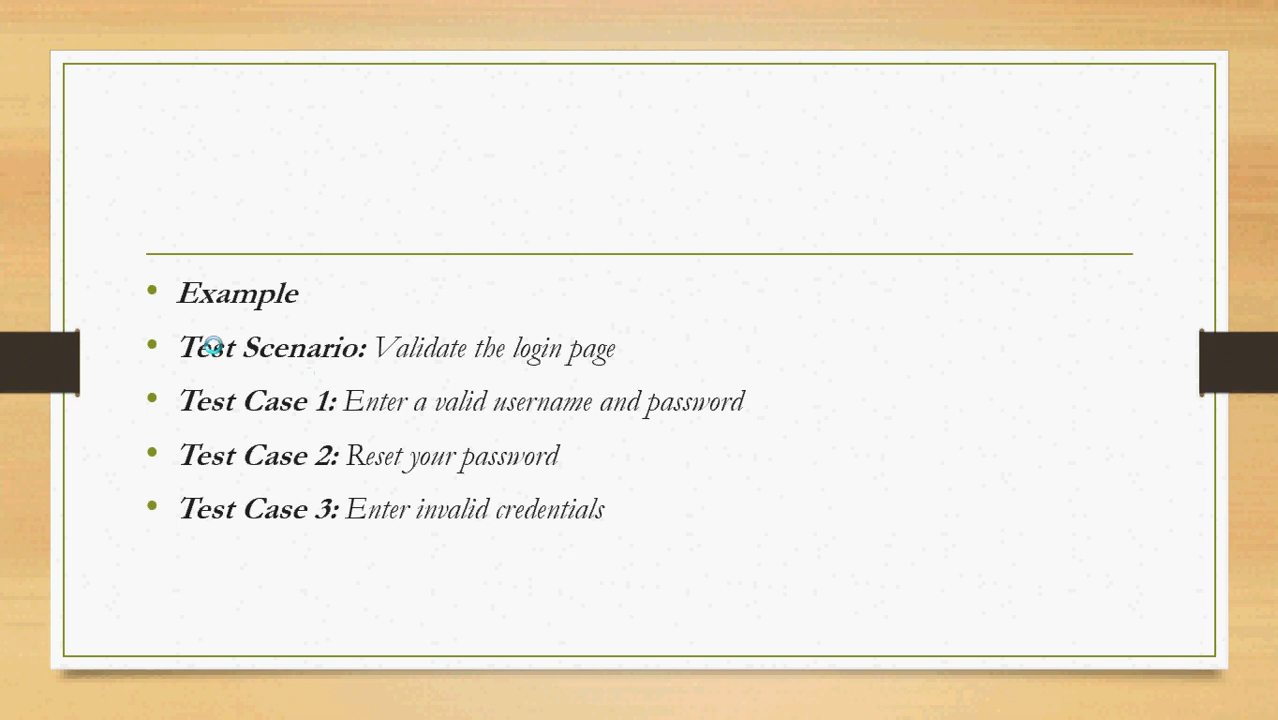 Example
Test Scenario: Validate the login page
Test Case 1: Enter a valid username and password
Test Case 2: Reset your password
Test Case 3: Enter invalid credentials